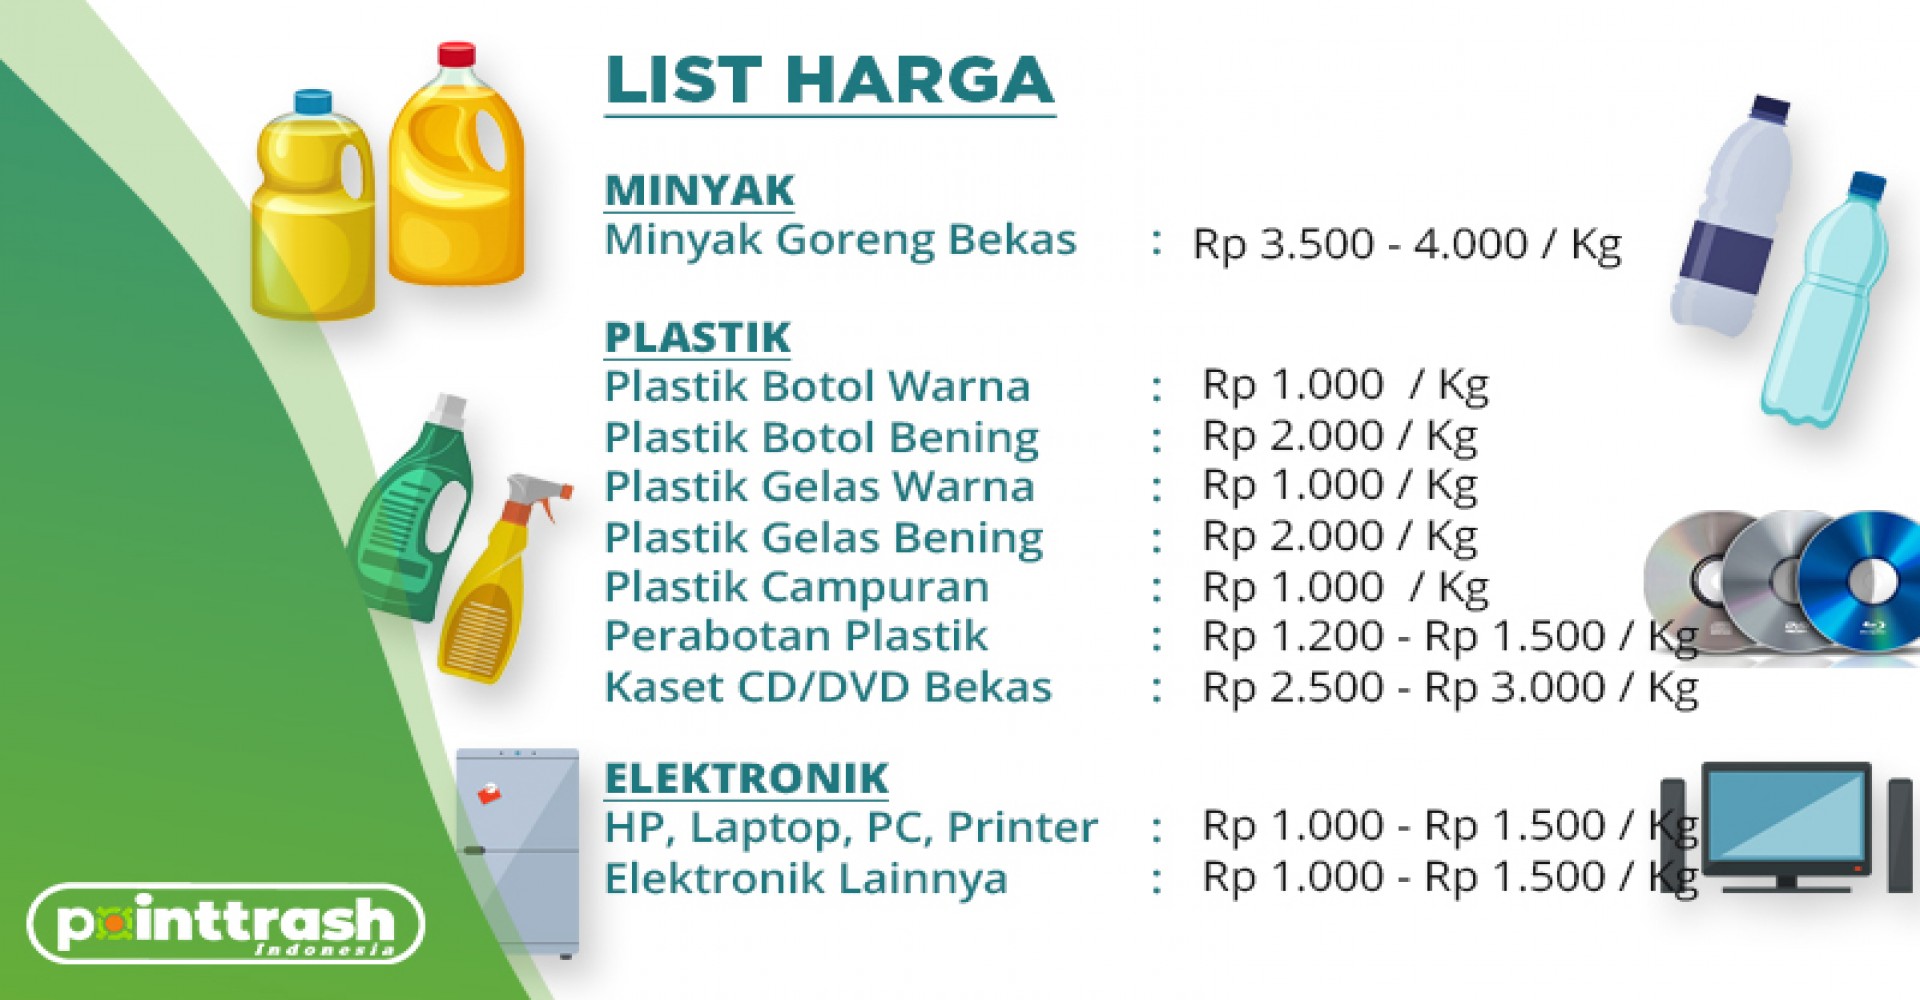 LIST HARGA
MINYAK
Minyak Goreng Bekas : Rp 3.500 - 4.000 / Kg
PLASTIK
Plastik Botol Warna : Rp 1.000 / Kg
Plastik Botol Bening : Rp 2.000 / Kg
Plastik Gelas Warna : Rp 1.000 / Kg
Plastik Gelas Bening : Rp 2.000 / Kg
Plastik Campuran : Rp 1.000 / Kg
Perabotan Plastik : Rp 1.200 - Rp 1.500 / Kg
Kaset CD/DVD Bekas : Rp 2.500 - Rp 3.000 / Kg
ELEKTRONIK
HP, Laptop, PC, Printer : Rp 1.000 - Rp 1.500 / Kg
Elektronik Lainnya : Rp 1.000 - Rp 1.500 / Kg
pointtrash
Indonesia